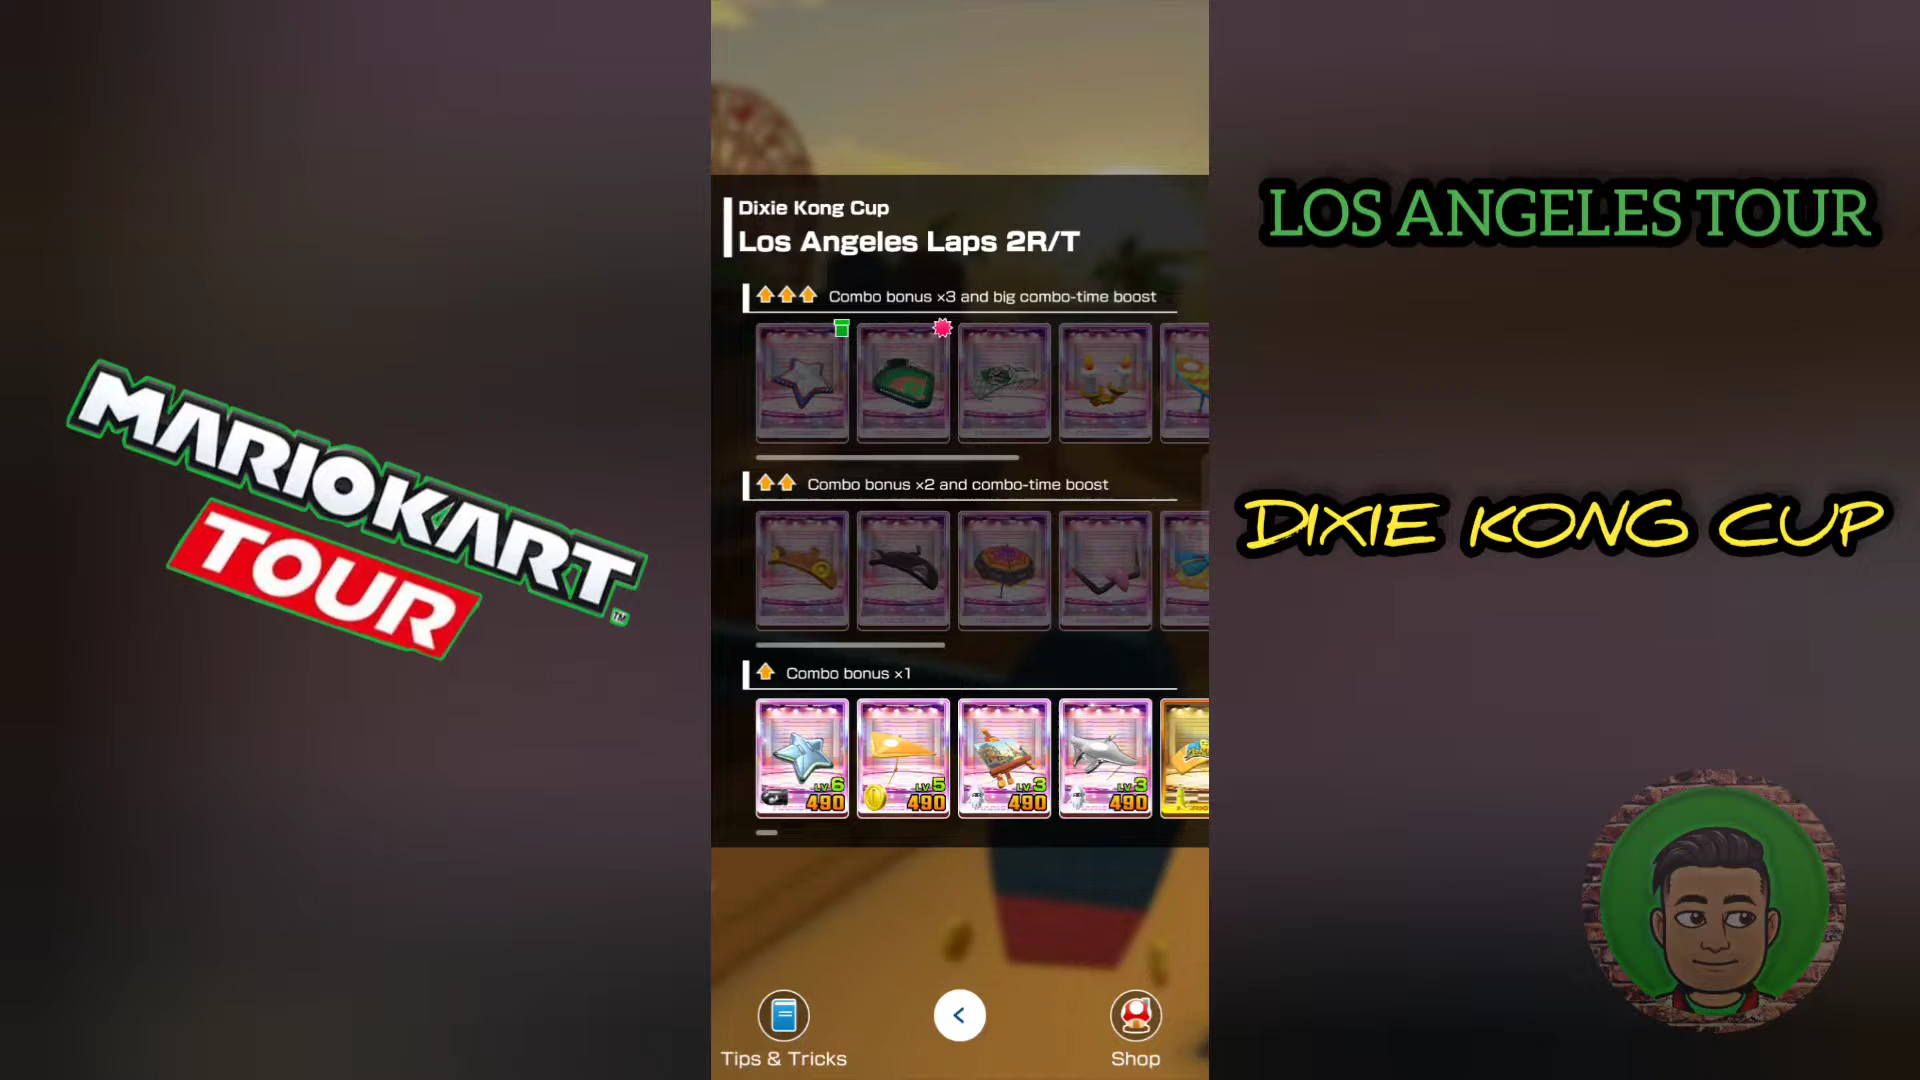 MARIOKART
TOUR
TM
Dixie Kong Cup
Los Angeles Laps 2R/T
Combo bonus ×3 and big combo-time boost
Combo bonus ×2 and combo-time boost
Combo bonus ×1
LV.6
490
LV.5
490
LV.3
490
LV.3
490
Tips & Tricks
<
Shop
LOS ANGELES TOUR
DIXIE KONG CUP